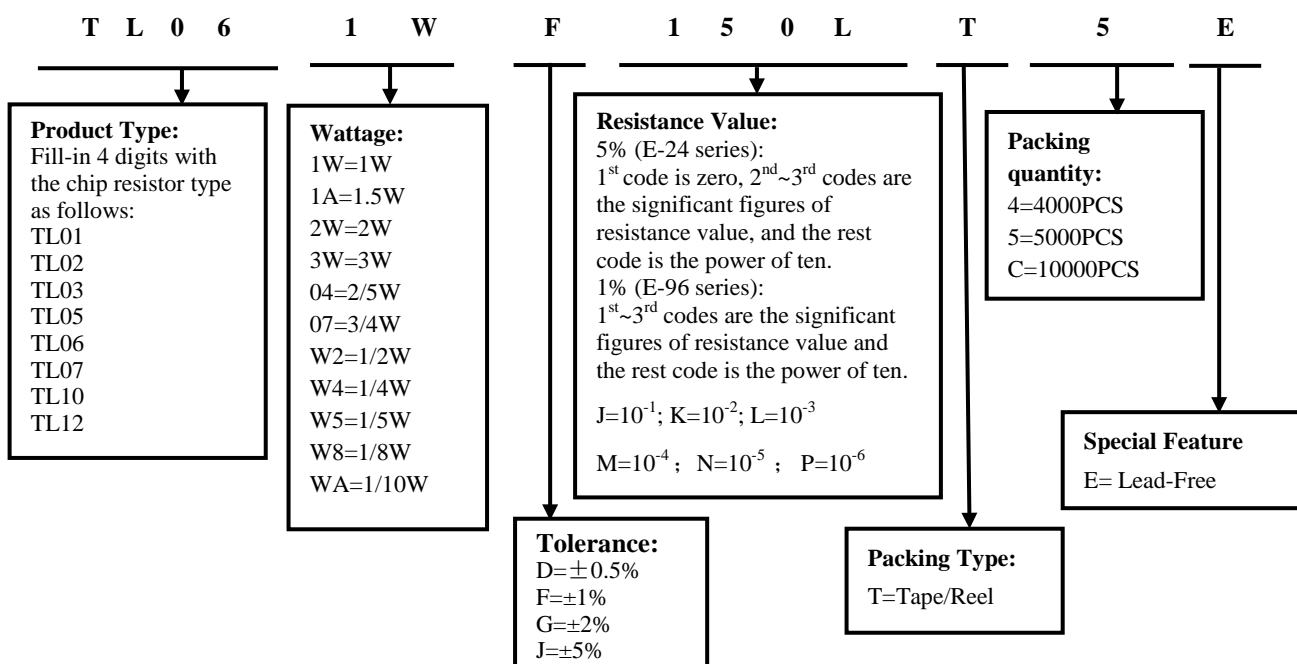 T L 0 6 1 W F 1 5 0 L T 5 E
Product Type:
Fill-in 4 digits with
the chip resistor type
as follows:
TL01
TL02
TL03
TL05
TL06
TL07
TL10
TL12
Wattage:
1W=1W
1A=1.5W
2W=2W
3W=3W
04=2/5W
07=3/4W
W2=1/2W
W4=1/4W
W5=1/5W
W8=1/8W
WA=1/10W
Tolerance:
D=±0.5%
F=±1%
G=±2%
J=±5%
Resistance Value:
5% (E-24 series):
1st code is zero, 2nd~3rd codes are
the significant figures of
resistance value, and the rest
code is the power of ten.
1% (E-96 series):
1st~3rd codes are the significant
figures of resistance value and
the rest code is the power of ten.
J=10-1; K=10-2; L=10-3
M=10-4 ; N=10-5 ; P=10-6
Packing Type:
T=Tape/Reel
Packing
quantity:
4=4000PCS
5=5000PCS
C=10000PCS
Special Feature
E= Lead-Free